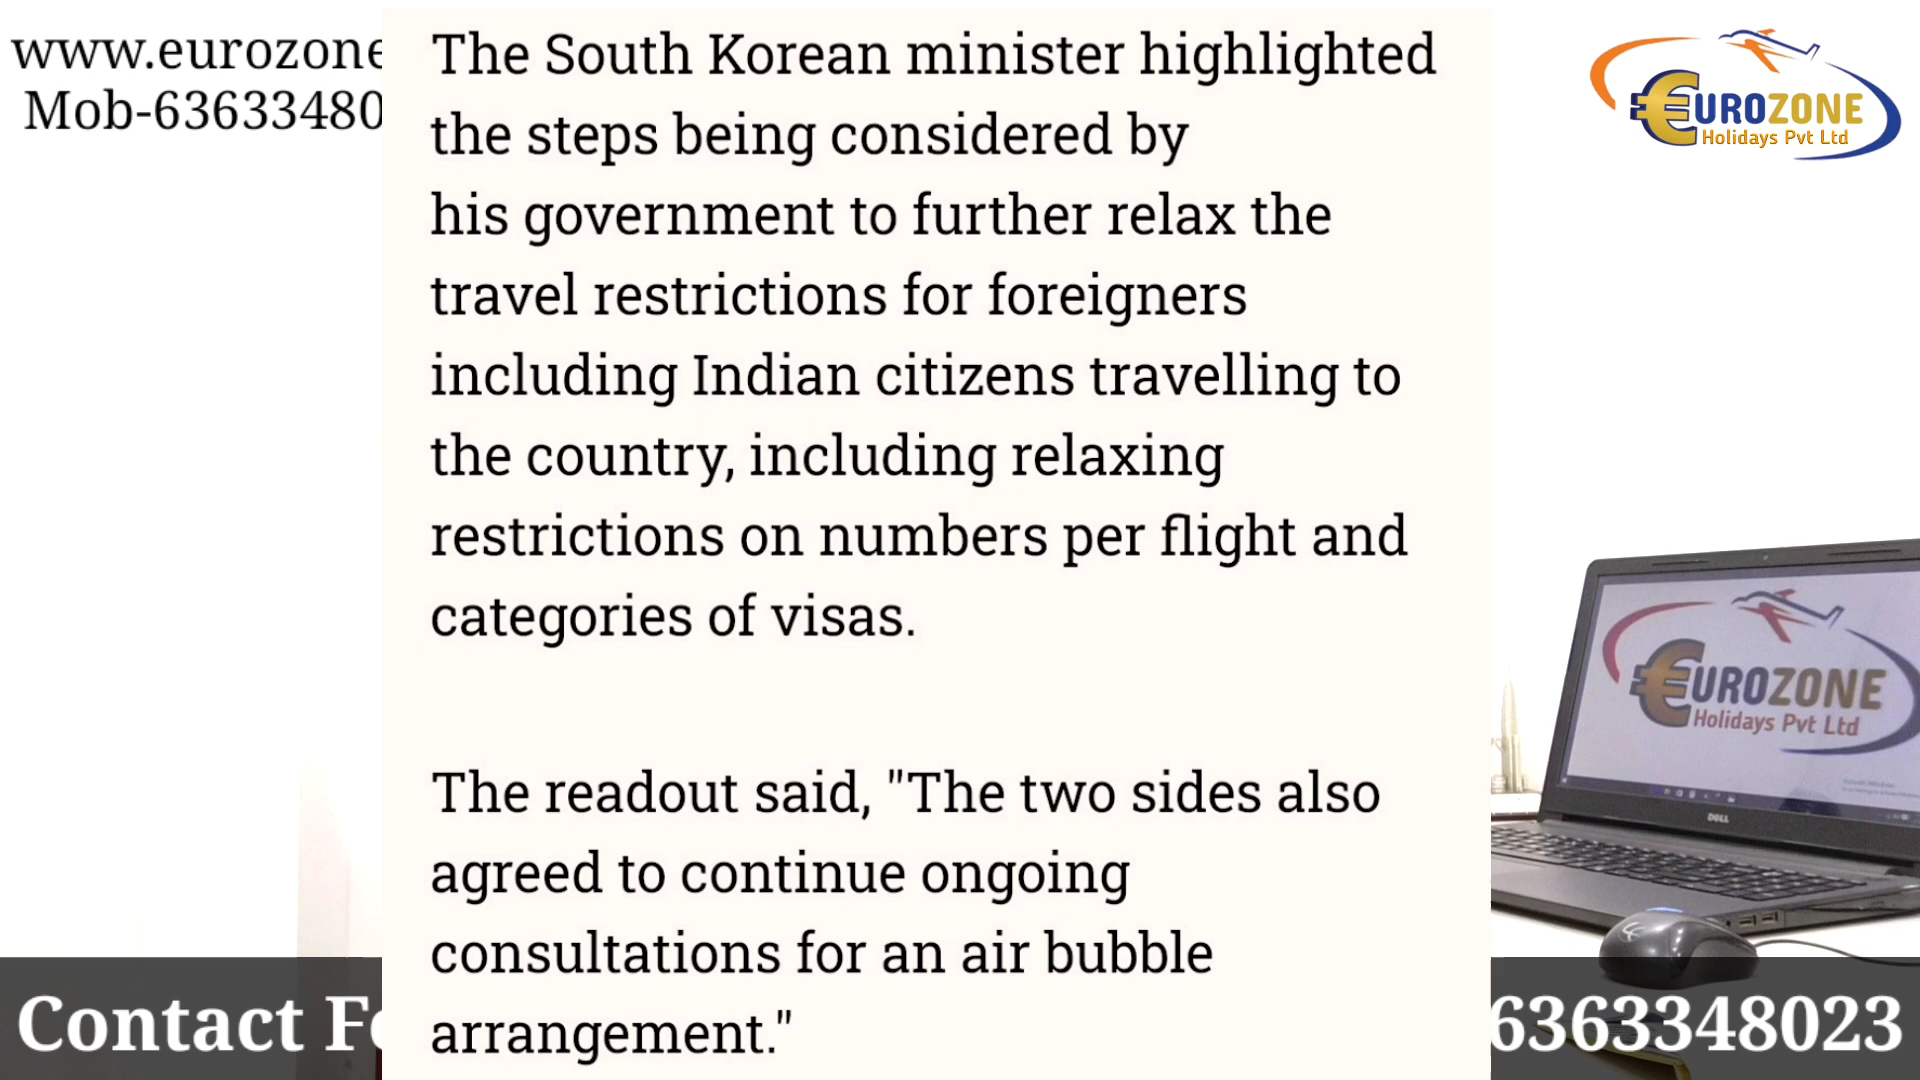 www.eurozone
Mob-63633480
The South Korean minister highlighted
the steps being considered by
his government to further relax the
travel restrictions for foreigners
including Indian citizens travelling to
the country, including relaxing
restrictions on numbers per flight and
categories of visas.
The readout said, "The two sides also
agreed to continue ongoing
consultations for an air bubble
arrangement."
€UROZONE
Holidays Pvt Ltd
€UROZONE
Holidays Pvt Ltd
DELL
Contact Fo
6363348023